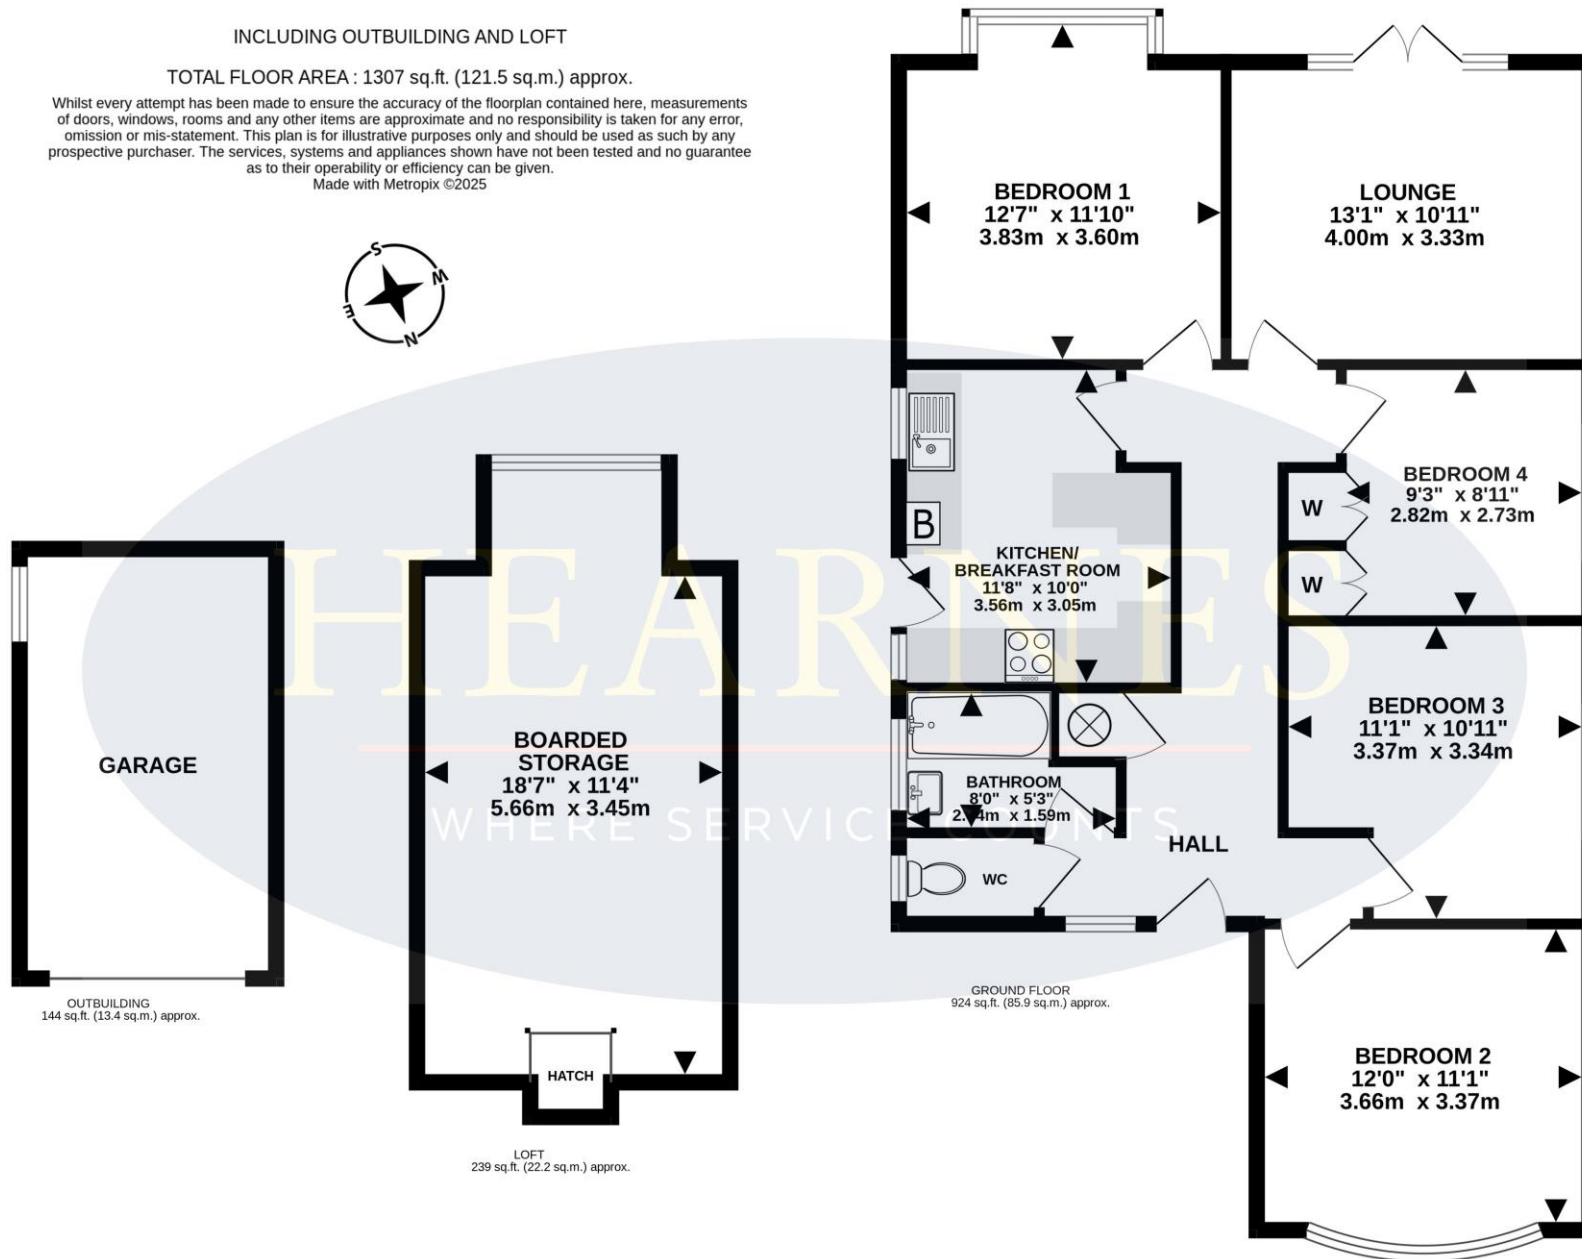 INCLUDING OUTBUILDING AND LOFT
TOTAL FLOOR AREA : 1307 sq.ft. (121.5 sq.m.) approx.
Whilst every attempt has been made to ensure the accuracy of the floorplan contained here, measurements
of doors, windows, rooms and any other items are approximate and no responsibility is taken for any error,
omission or mis-statement. This plan is for illustrative purposes only and should be used as such by any
prospective purchaser. The services, systems and appliances shown have not been tested and no guarantee
as to their operability or efficiency can be given.
Made with Metropix ©2025
S
W
E
N
BEDROOM 1
12'7" x 11'10"
3.83m x 3.60m
LOUNGE
13'1" x 10'11"
4.00m x 3.33m
BEDROOM 4
9'3" x 8'11"
2.82m x 2.73m
W
W
B
KITCHEN/
BREAKFAST ROOM
11'8" x 10'0"
3.56m x 3.05m
HEARNES
WHERE SERVICE COUNTS
GARAGE
BOARDED
STORAGE
18'7" x 11'4"
5.66m x 3.45m
BEDROOM 3
11'1" x 10'11"
3.37m x 3.34m
BATHROOM
8'0" x 5'3"
x 1.59m
HALL
WC
OUTBUILDING
144 sq.ft. (13.4 sq.m.) approx.
GROUND FLOOR
924 sq.ft. (85.9 sq.m.) approx.
HATCH
BEDROOM 2
12'0" x 11'1"
3.66m x 3.37m
LOFT
239 sq.ft. (22.2 sq.m.) approx.